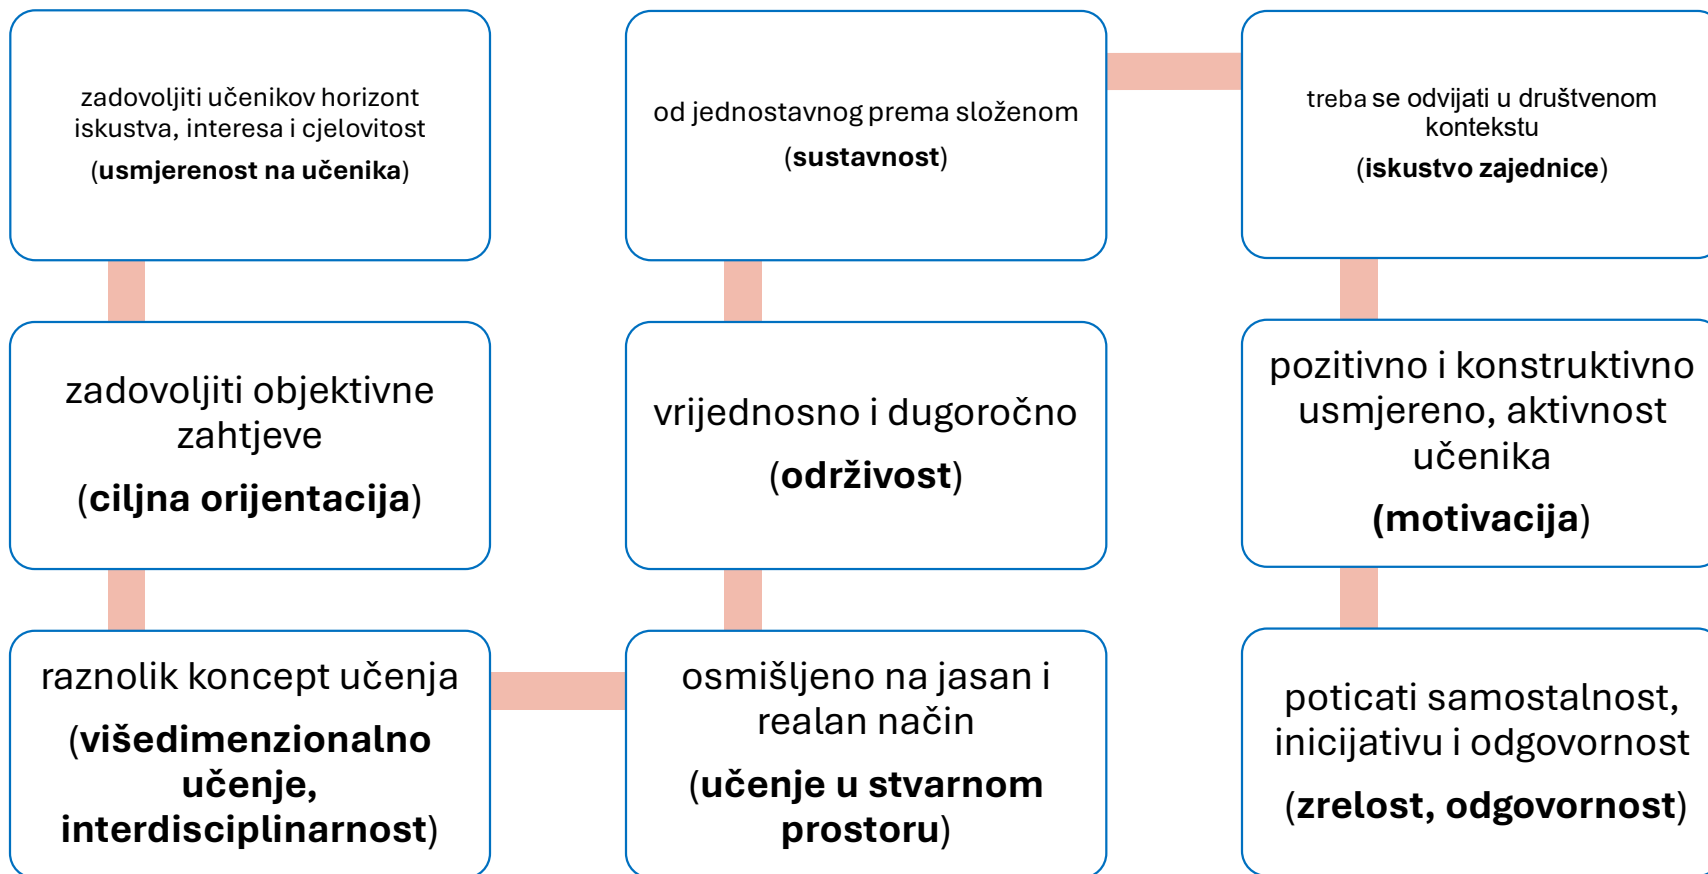 zadovoljiti učenikov horizont
iskustva, interesa i cjelovitost
(usmjerenost na učenika)
zadovoljiti objektivne
zahtjeve
(ciljna orijentacija)
raznolik koncept učenja
(višedimenzionalno
učenje,
interdisciplinarnost)
osmišljeno na jasan i
realan način
(učenje u stvarnom
prostoru)
vrijednosno i dugoročno
(održivost)
od jednostavnog prema složenom
(sustavnost)
treba se odvijati u društvenom
kontekstu
(iskustvo zajednice)
pozitivno i konstruktivno
usmjereno, aktivnost
učenika
(motivacija)
poticati samostalnost,
inicijativu i odgovornost
(zrelost, odgovornost)